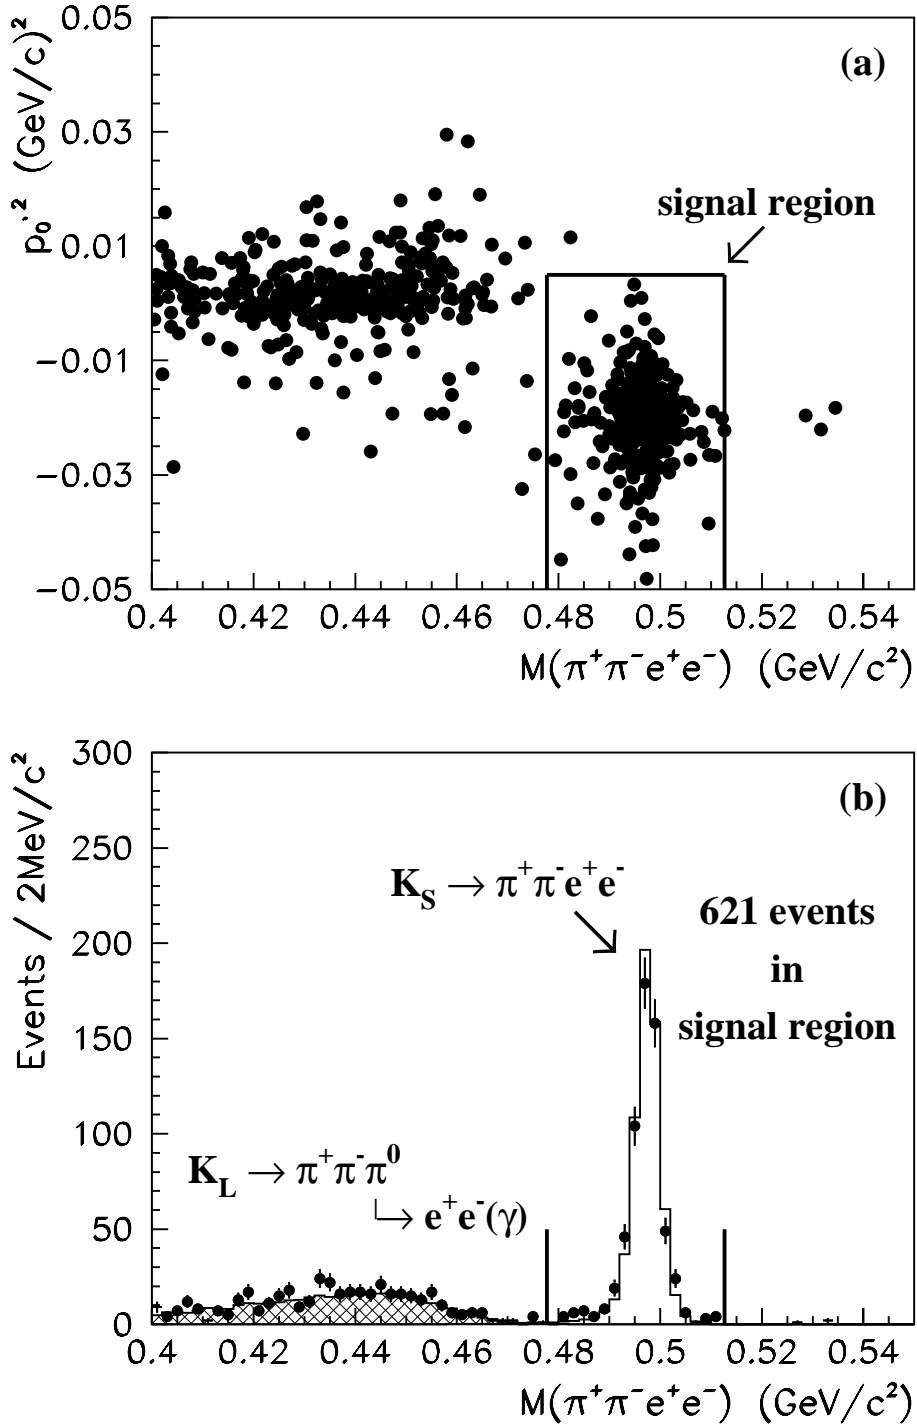 (a)
p₀'² (GeV/c)²
0.05
0.03
0.01
−0.01
−0.03
−0.05
signal region
0.4 0.42 0.44 0.46 0.48 0.5 0.52 0.54
M(π⁺π⁻e⁺e⁻) (GeV/c²)
(b)
Events / 2MeV/c²
300
250
200
150
100
50
0
K_S → π⁺π⁻e⁺e⁻
621 events
in
signal region
K_L → π⁺π⁻π⁰
↳ e⁺e⁻(γ)
0.4 0.42 0.44 0.46 0.48 0.5 0.52 0.54
M(π⁺π⁻e⁺e⁻) (GeV/c²)